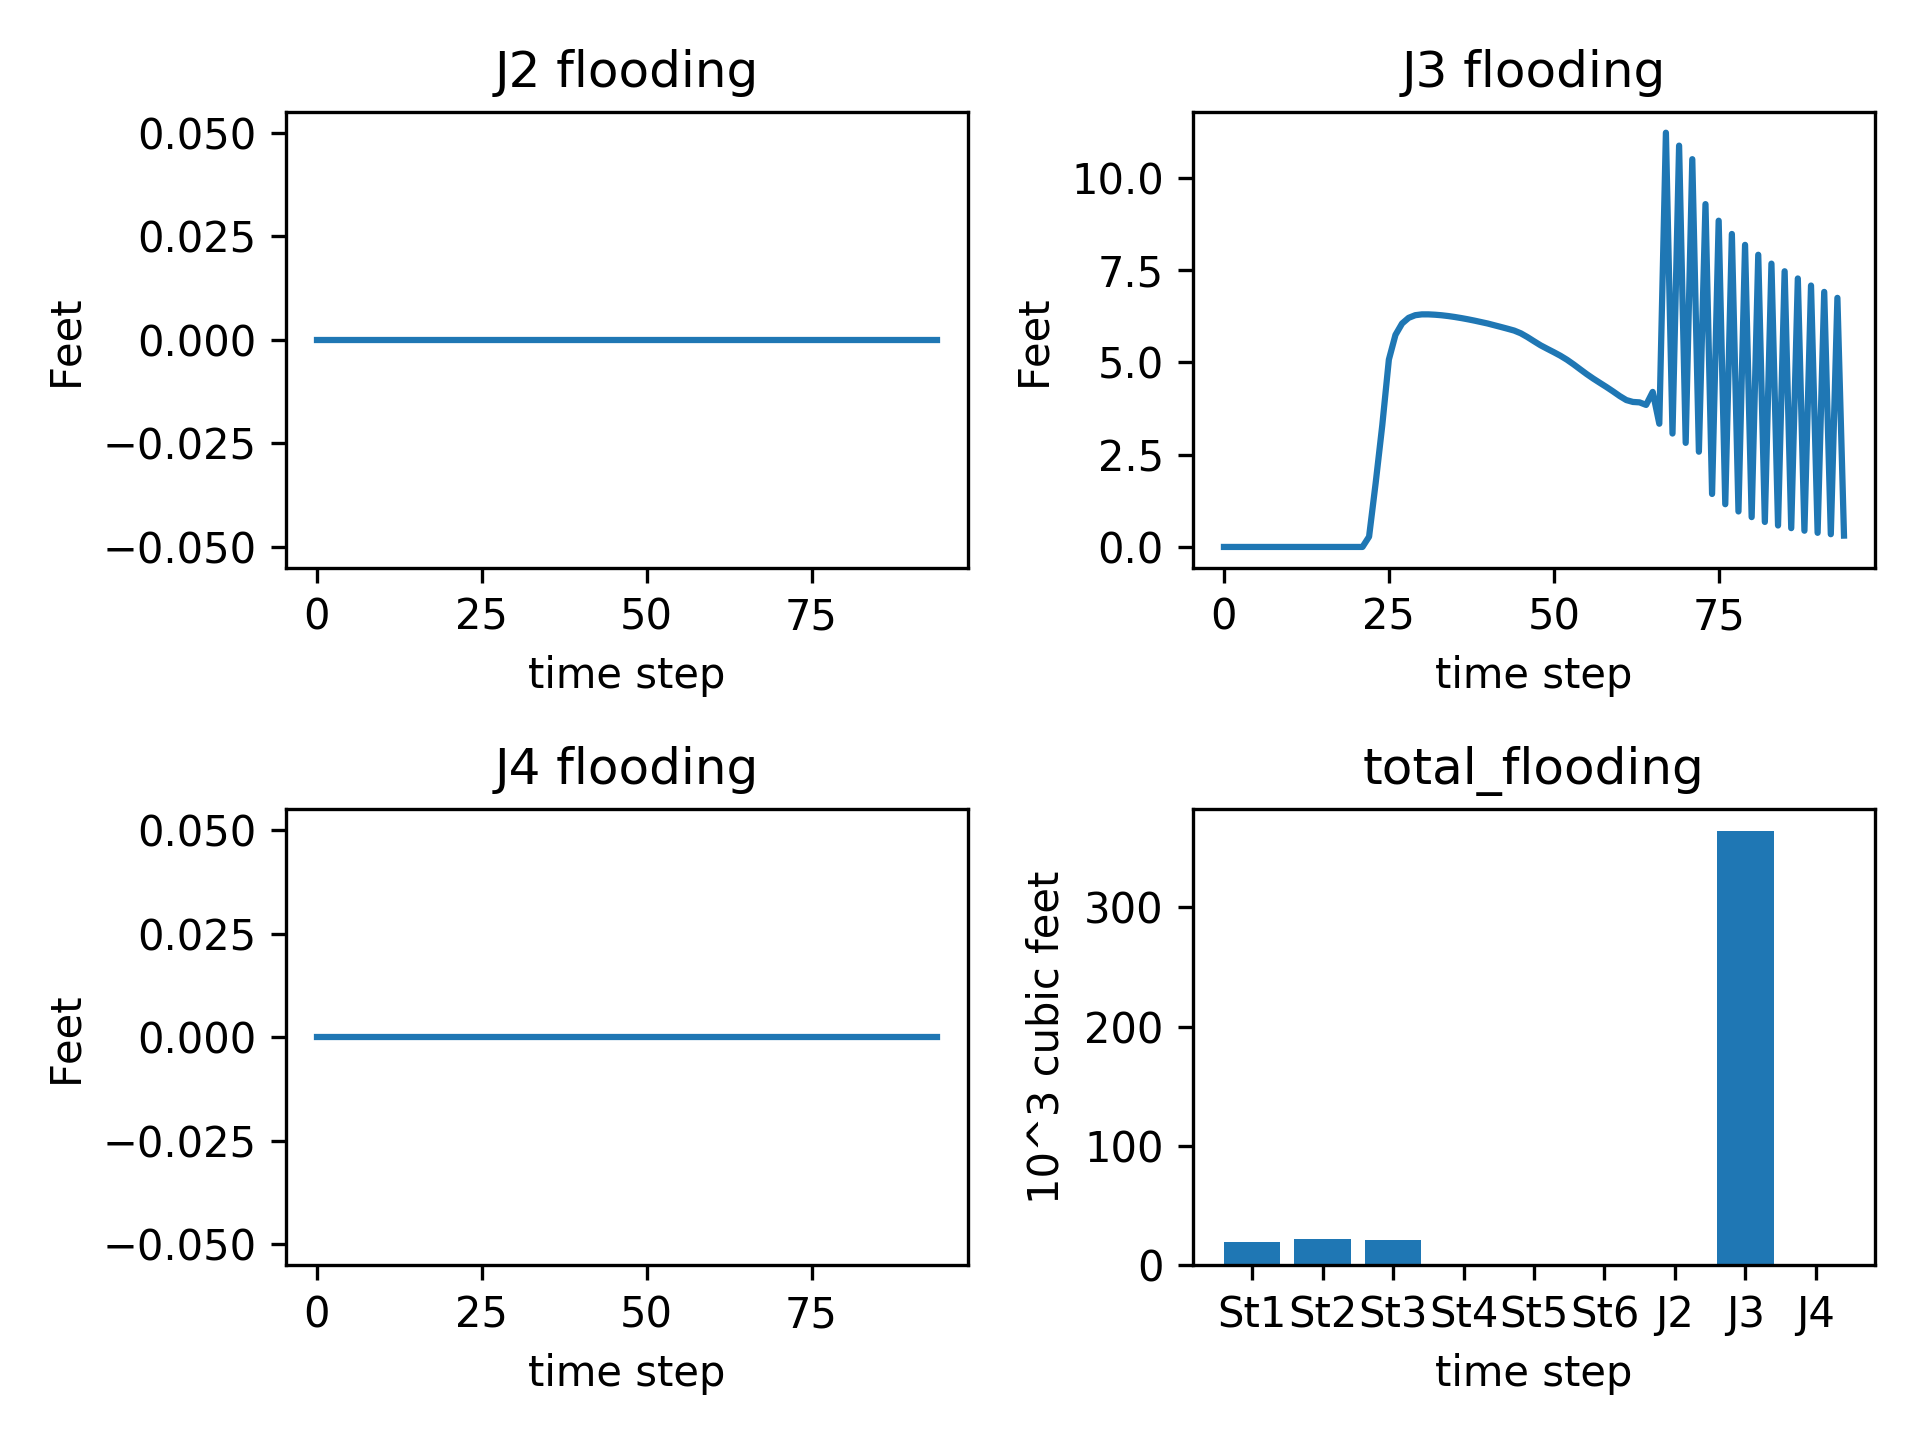 J2 flooding
0.050
0.025
0.000
−0.025
−0.050
Feet
0 25 50 75
time step
J3 flooding
10.0
7.5
5.0
2.5
0.0
Feet
0 25 50 75
time step
J4 flooding
0.050
0.025
0.000
−0.025
−0.050
Feet
0 25 50 75
time step
total_flooding
300
200
100
0
10^3 cubic feet
St1 St2 St3 St4 St5 St6 J2 J3 J4
time step